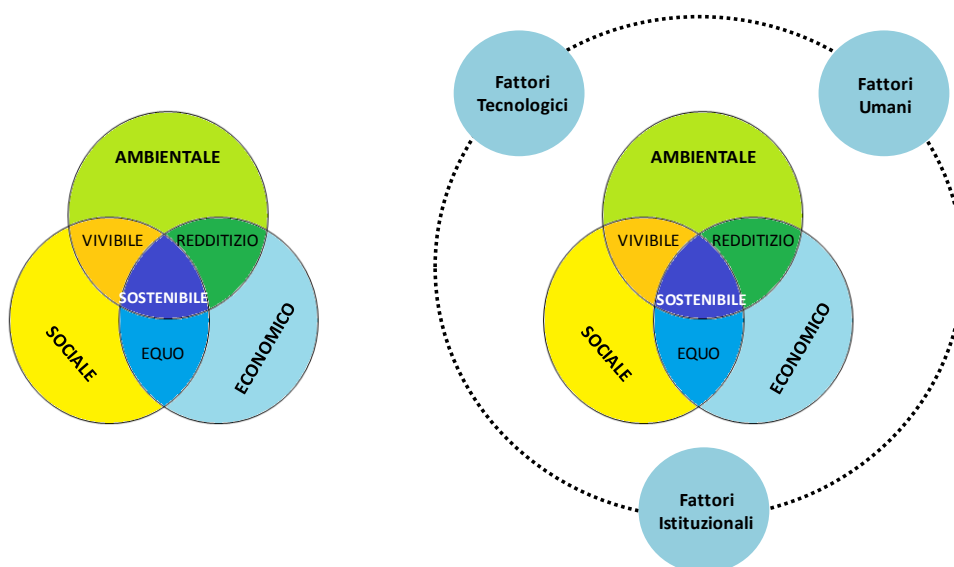 AMBIENTALE
VIVIBILE
REDDITIZIO
SOSTENIBILE
SOCIALE
EQUO
ECONOMICO
Fattori
Tecnologici
Fattori
Umani
AMBIENTALE
VIVIBILE
REDDITIZIO
SOSTENIBILE
SOCIALE
EQUO
ECONOMICO
Fattori
Istituzionali